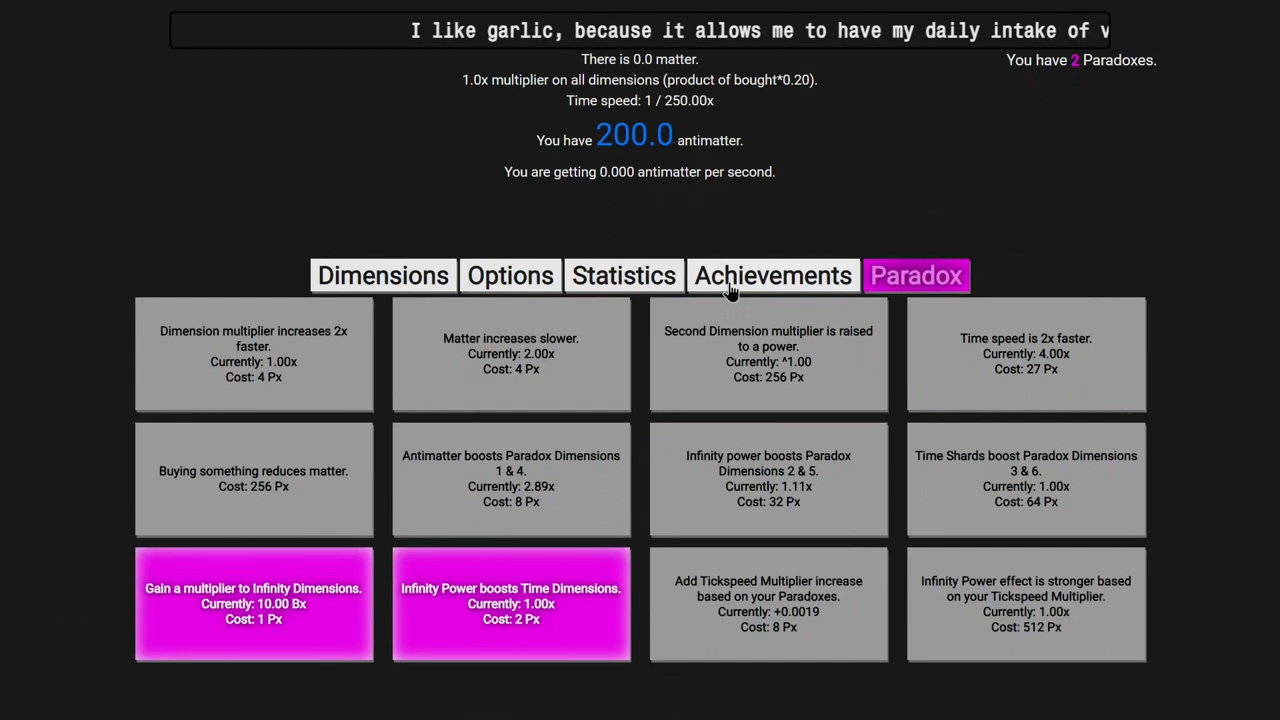 I like garlic, because it allows me to have my daily intake of
There is 0.0 matter.
You have 2 Paradoxes.
1.0x multiplier on all dimensions (product of bought*0.20).
Time speed: 1 / 250.00x
You have 200.0 antimatter.
You are getting 0.000 antimatter per second.
Dimensions
Options
Statistics
Achievements
Paradox
Dimension multiplier increases 2x
faster.
Currently: 1.00x
Cost: 4 Px
Matter increases slower.
Currently: 2.00x
Cost: 4 Px
Second Dimension multiplier is raised
to a power.
Currently: ^1.00
Cost: 256 Px
Time speed is 2x faster.
Currently: 4.00x
Cost: 27 Px
Buying something reduces matter.
Cost: 256 Px
Antimatter boosts Paradox Dimensions
1 & 4.
Currently: 2.89x
Cost: 8 Px
Infinity power boosts Paradox
Dimensions 2 & 5.
Currently: 1.11x
Cost: 32 Px
Time Shards boost Paradox Dimensions
3 & 6.
Currently: 1.00x
Cost: 64 Px
Gain a multiplier to Infinity Dimensions.
Currently: 10.00 Bx
Cost: 1 Px
Infinity Power boosts Time Dimensions.
Currently: 1.00x
Cost: 2 Px
Add Tickspeed Multiplier increase
based on your Paradoxes.
Currently: +0.0019
Cost: 8 Px
Infinity Power effect is stronger based
on your Tickspeed Multiplier.
Currently: 1.00x
Cost: 512 Px